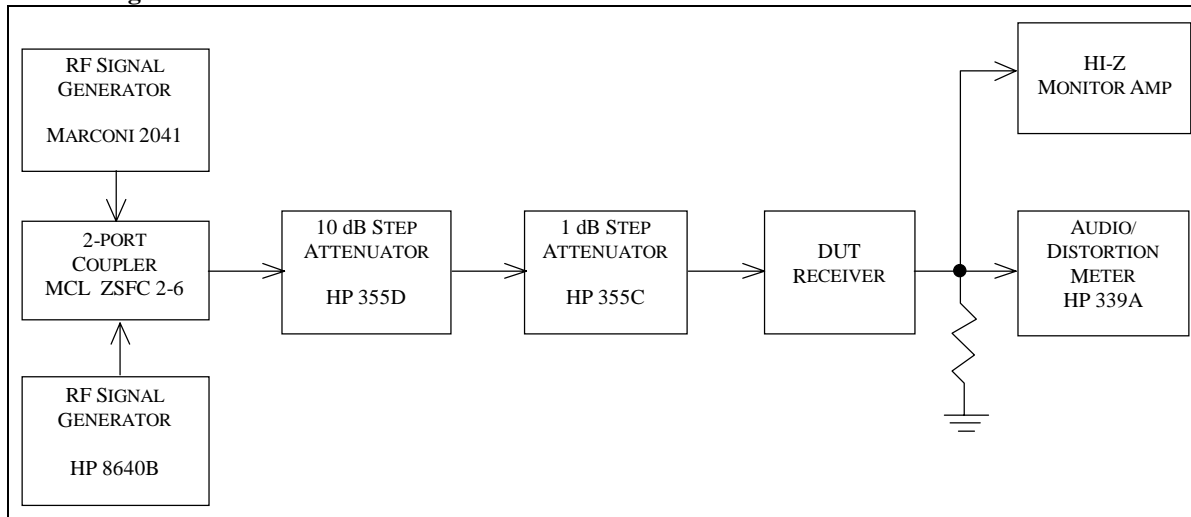 RF SIGNAL
GENERATOR
MARCONI 2041
2-PORT
COUPLER
MCL ZSFC 2-6
RF SIGNAL
GENERATOR
HP 8640B
10 dB STEP
ATTENUATOR
HP 355D
1 dB STEP
ATTENUATOR
HP 355C
DUT
RECEIVER
HI-Z
MONITOR AMP
AUDIO/
DISTORTION
METER
HP 339A